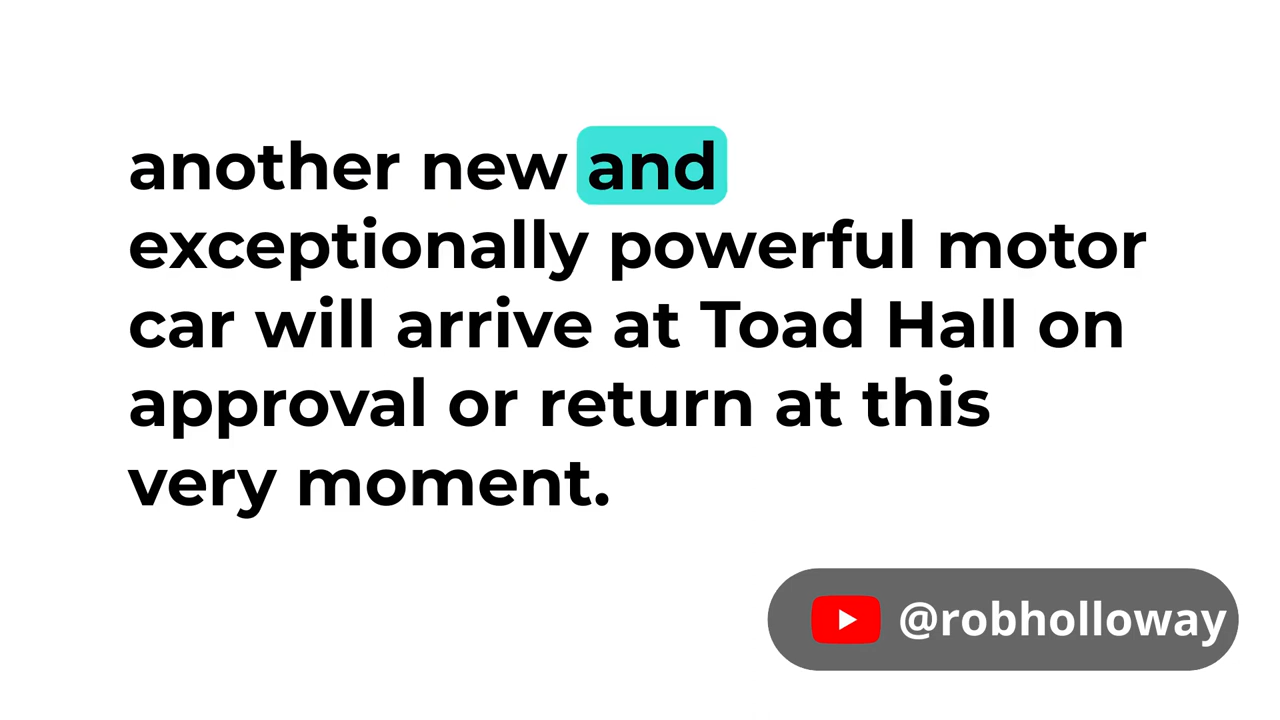 another new and
exceptionally powerful motor
car will arrive at Toad Hall on
approval or return at this
very moment.
@robholloway